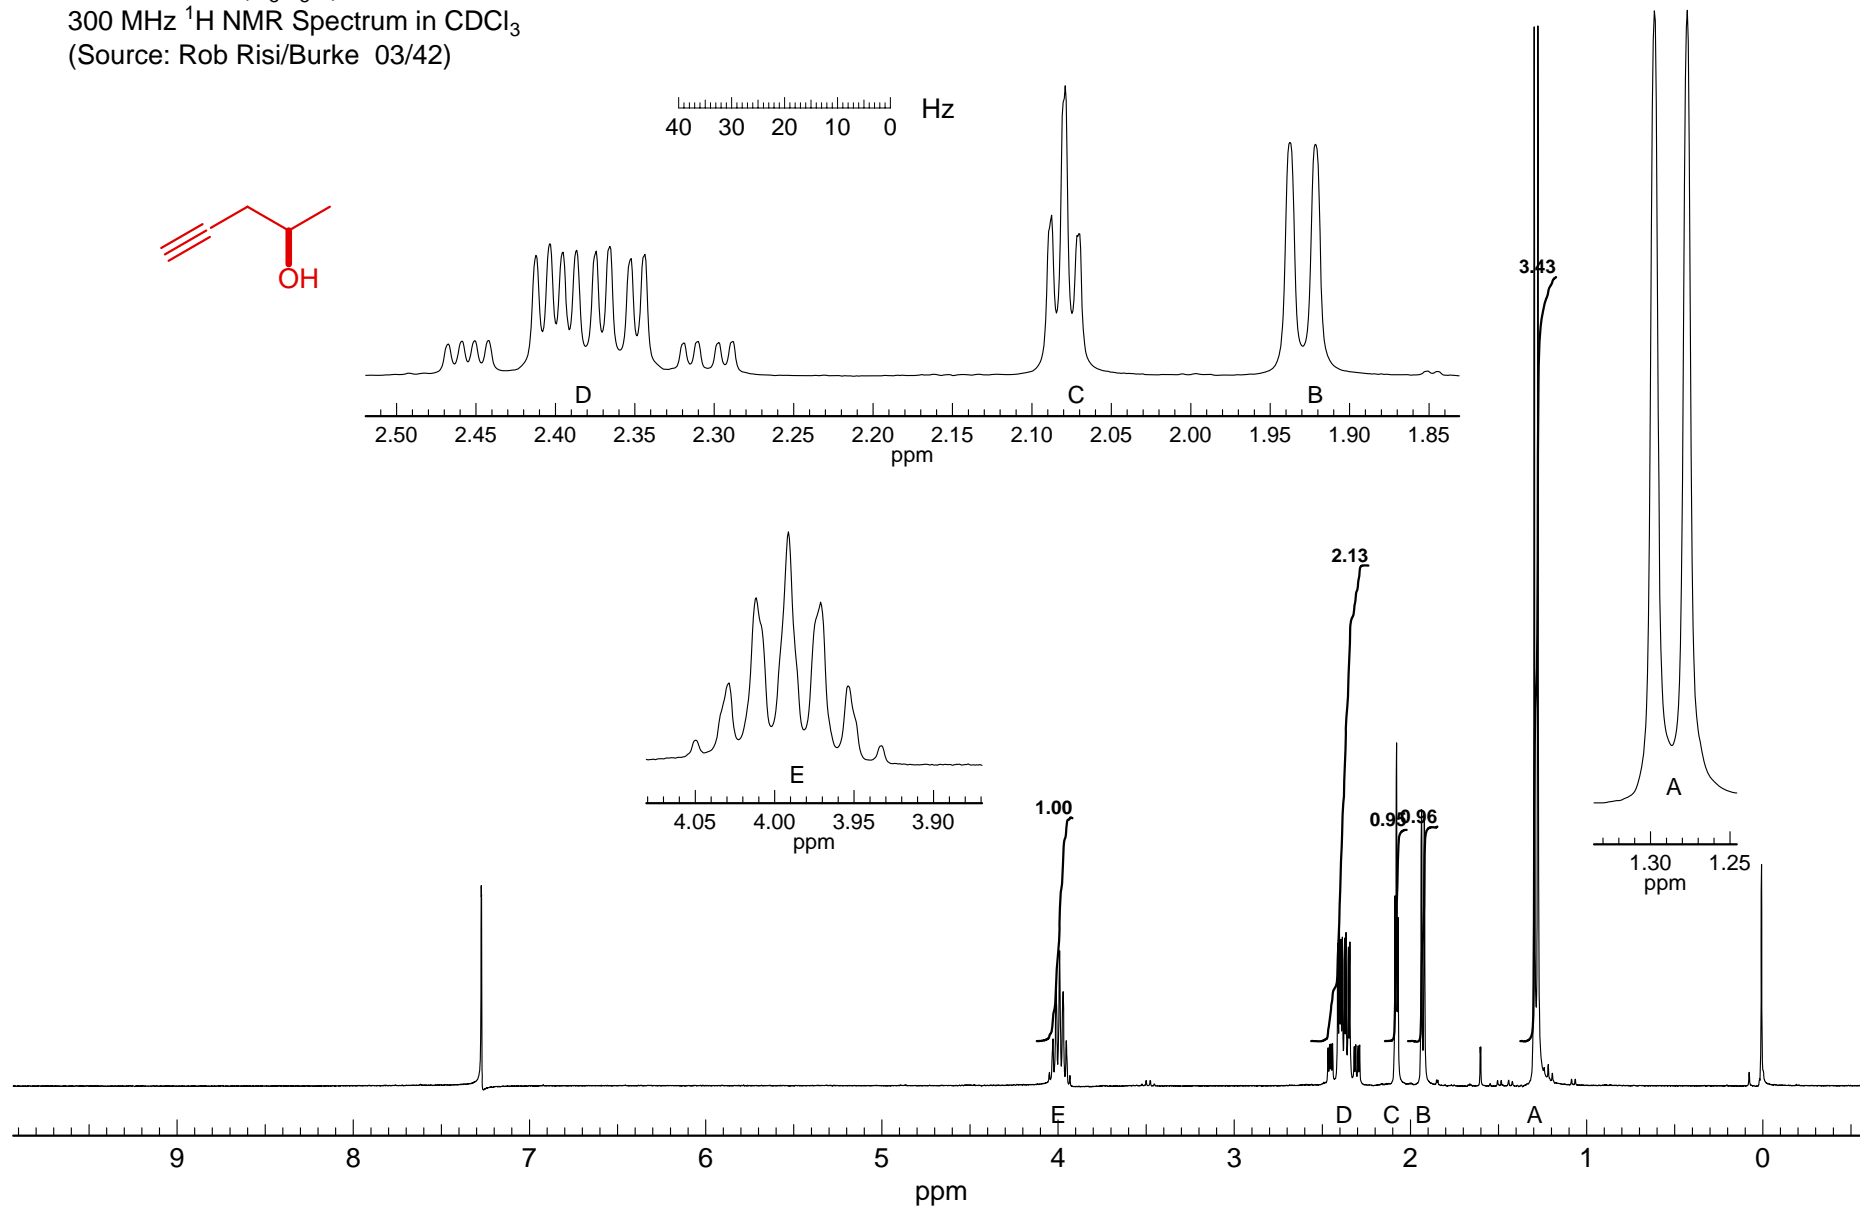 300 MHz ¹H NMR Spectrum in CDCl₃
(Source: Rob Risi/Burke 03/42)
Hz
40 30 20 10 0
OH
D C B
2.50 2.45 2.40 2.35 2.30 2.25 2.20 2.15 2.10 2.05 2.00 1.95 1.90 1.85
ppm
3.43
2.13
E
4.05 4.00 3.95 3.90
ppm
A
1.30 1.25
ppm
1.00
0.95
0.96
E D C B A
9 8 7 6 5 4 3 2 1 0
ppm